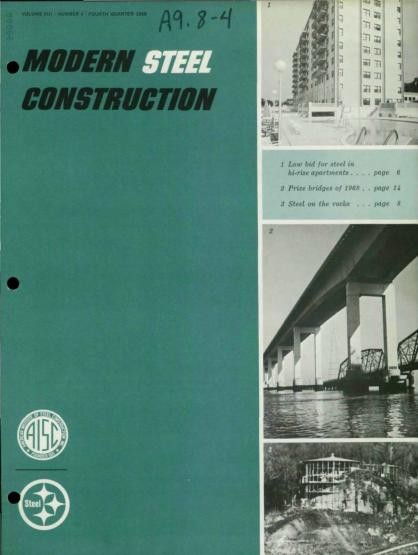 VOLUME VIII / NUMBER 4 / FOURTH QUARTER 1968
A9.8-4
MODERN STEEL
CONSTRUCTION
1
1 Low bid for steel in
hi-rise apartments . . . . page 6
2 Prize bridges of 1968 . . page 14
3 Steel on the rocks . . . page 8
2
AISC
Steel